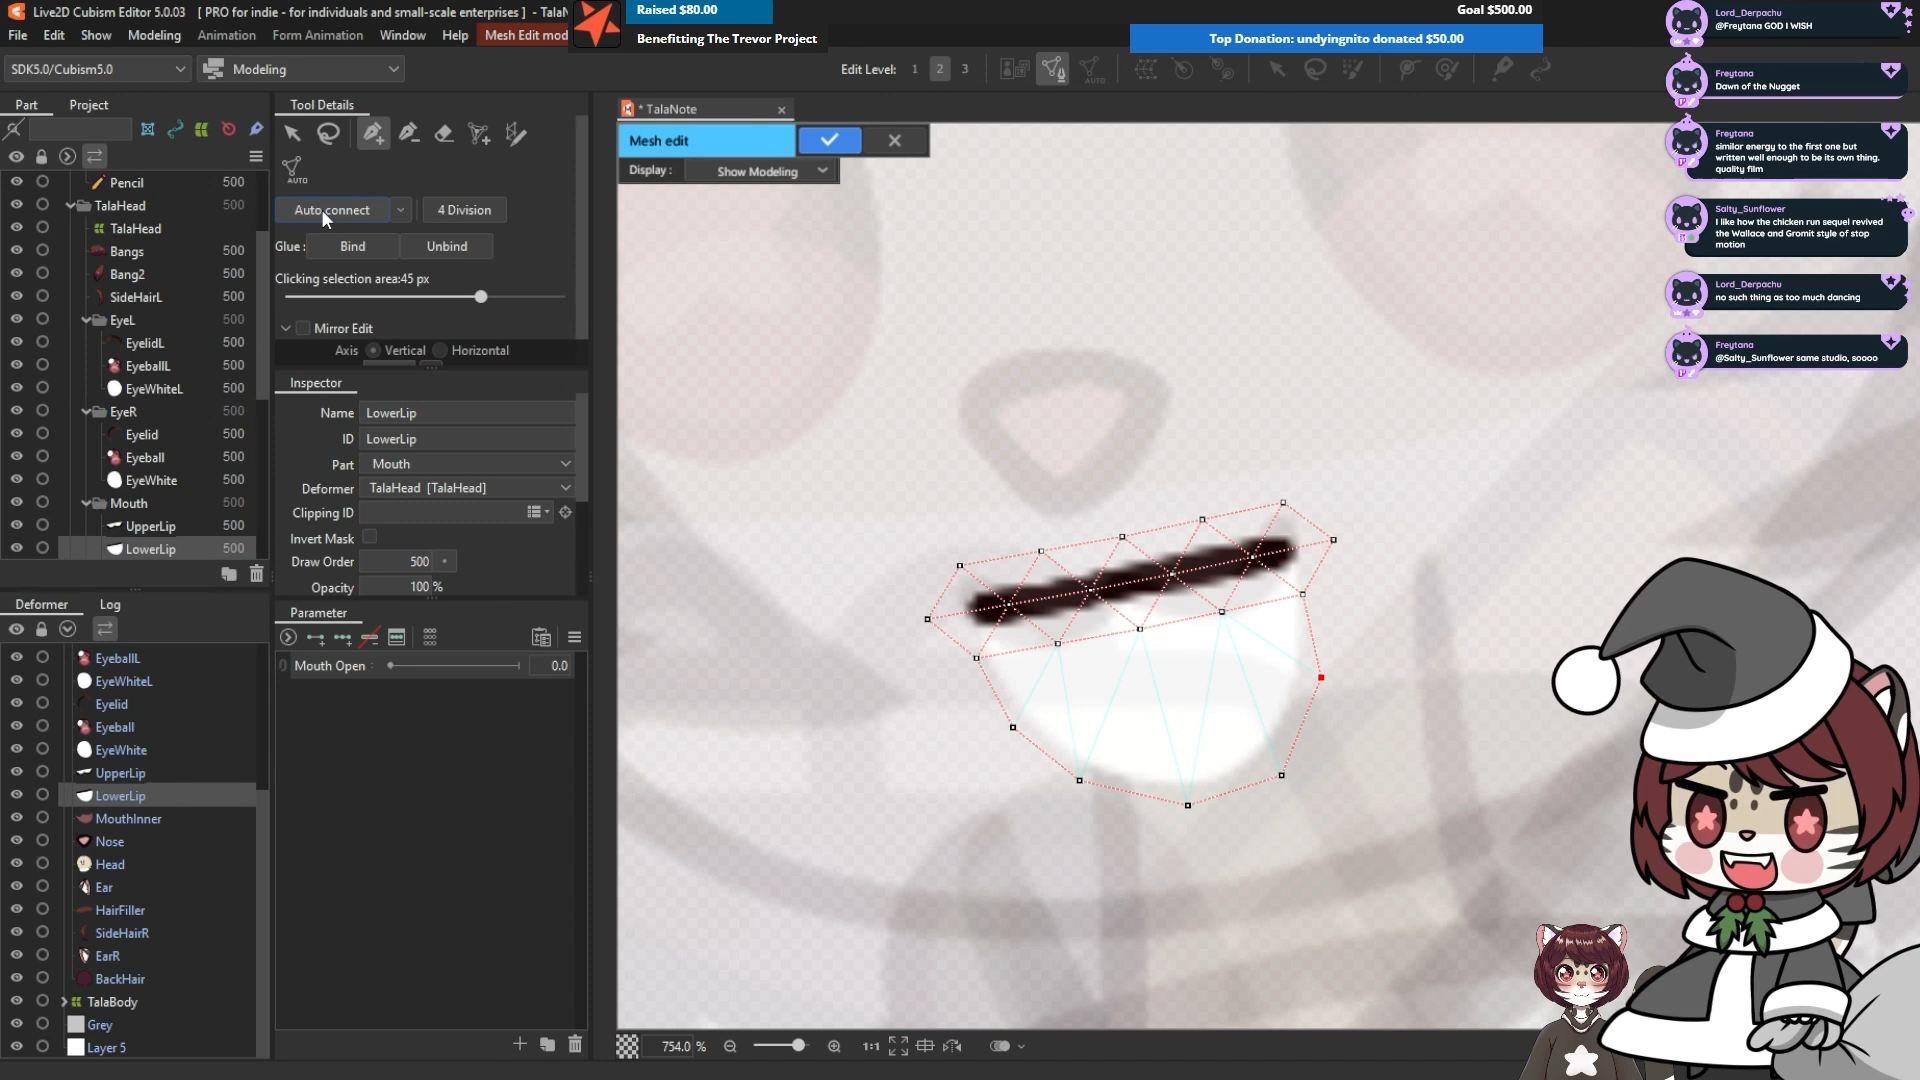 Live2D Cubism Editor 5.0.03 [ PRO for indie - for individuals and small-scale enterprises ] - TalaN
Raised $80.00
Goal $500.00
File Edit Show Modeling Animation Form Animation Window Help Mesh Edit mod
Benefitting The Trevor Project
Top Donation: undyingnito donated $50.00
SDK5.0/Cubism5.0
Modeling
Edit Level: 1 2 3
AUTO
Part Project
Tool Details
* TalaNote
Mesh edit
Display : Show Modeling
AUTO
Auto connect
4 Division
Glue : Bind Unbind
Clicking selection area:45 px
Mirror Edit
Axis Vertical Horizontal
Pencil 500
TalaHead 500
TalaHead
Bangs 500
Bang2 500
SideHairL 500
EyeL 500
EyelidL 500
EyeballL 500
EyeWhiteL 500
EyeR 500
Eyelid 500
Eyeball 500
EyeWhite 500
Mouth 500
UpperLip 500
LowerLip 500
Inspector
Name LowerLip
ID LowerLip
Part Mouth
Deformer TalaHead [TalaHead]
Clipping ID
Invert Mask
Draw Order 500
Opacity 100 %
Parameter
Mouth Open : 0.0
Deformer Log
EyeballL
EyeWhiteL
Eyelid
Eyeball
EyeWhite
UpperLip
LowerLip
MouthInner
Nose
Head
Ear
HairFiller
SideHairR
EarR
BackHair
TalaBody
Grey
Layer 5
754.0 %
1:1
Lord_Derpachu
@Freytana GOD I WISH
Freytana
Dawn of the Nugget
Freytana
similar energy to the first one but
written well enough to be its own thing.
quality film
Salty_Sunflower
I like how the chicken run sequel revived
the Wallace and Gromit style of stop
motion
Lord_Derpachu
no such thing as too much dancing
Freytana
@Salty_Sunflower same studio, soooo